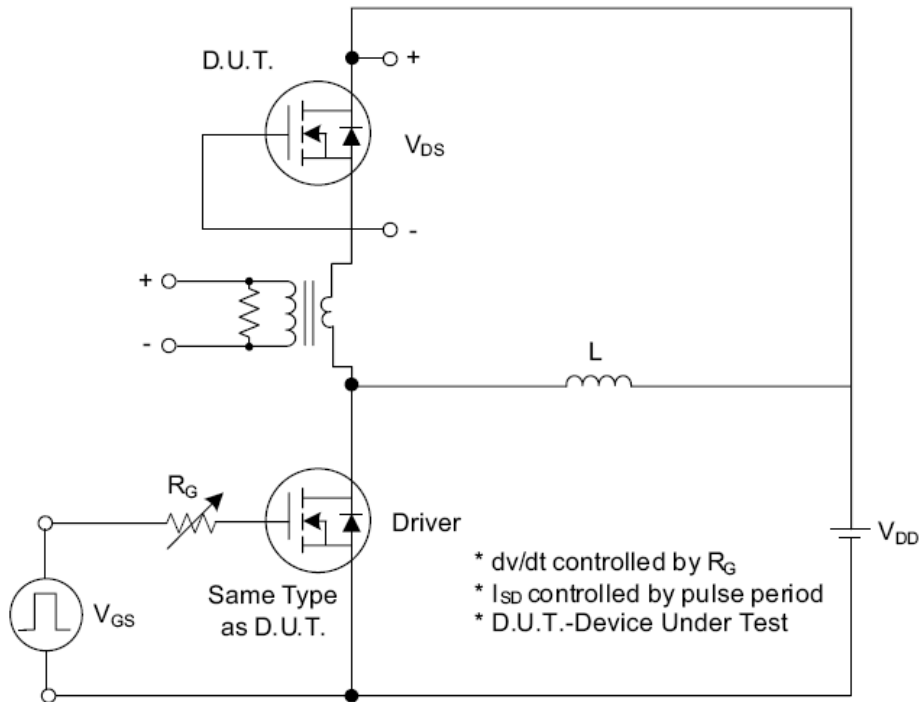 D.U.T.
+
V_DS
-
+
-
L
R_G
Driver
V_DD
V_GS
Same Type
as D.U.T.
* dv/dt controlled by R_G
* I_SD controlled by pulse period
* D.U.T.-Device Under Test